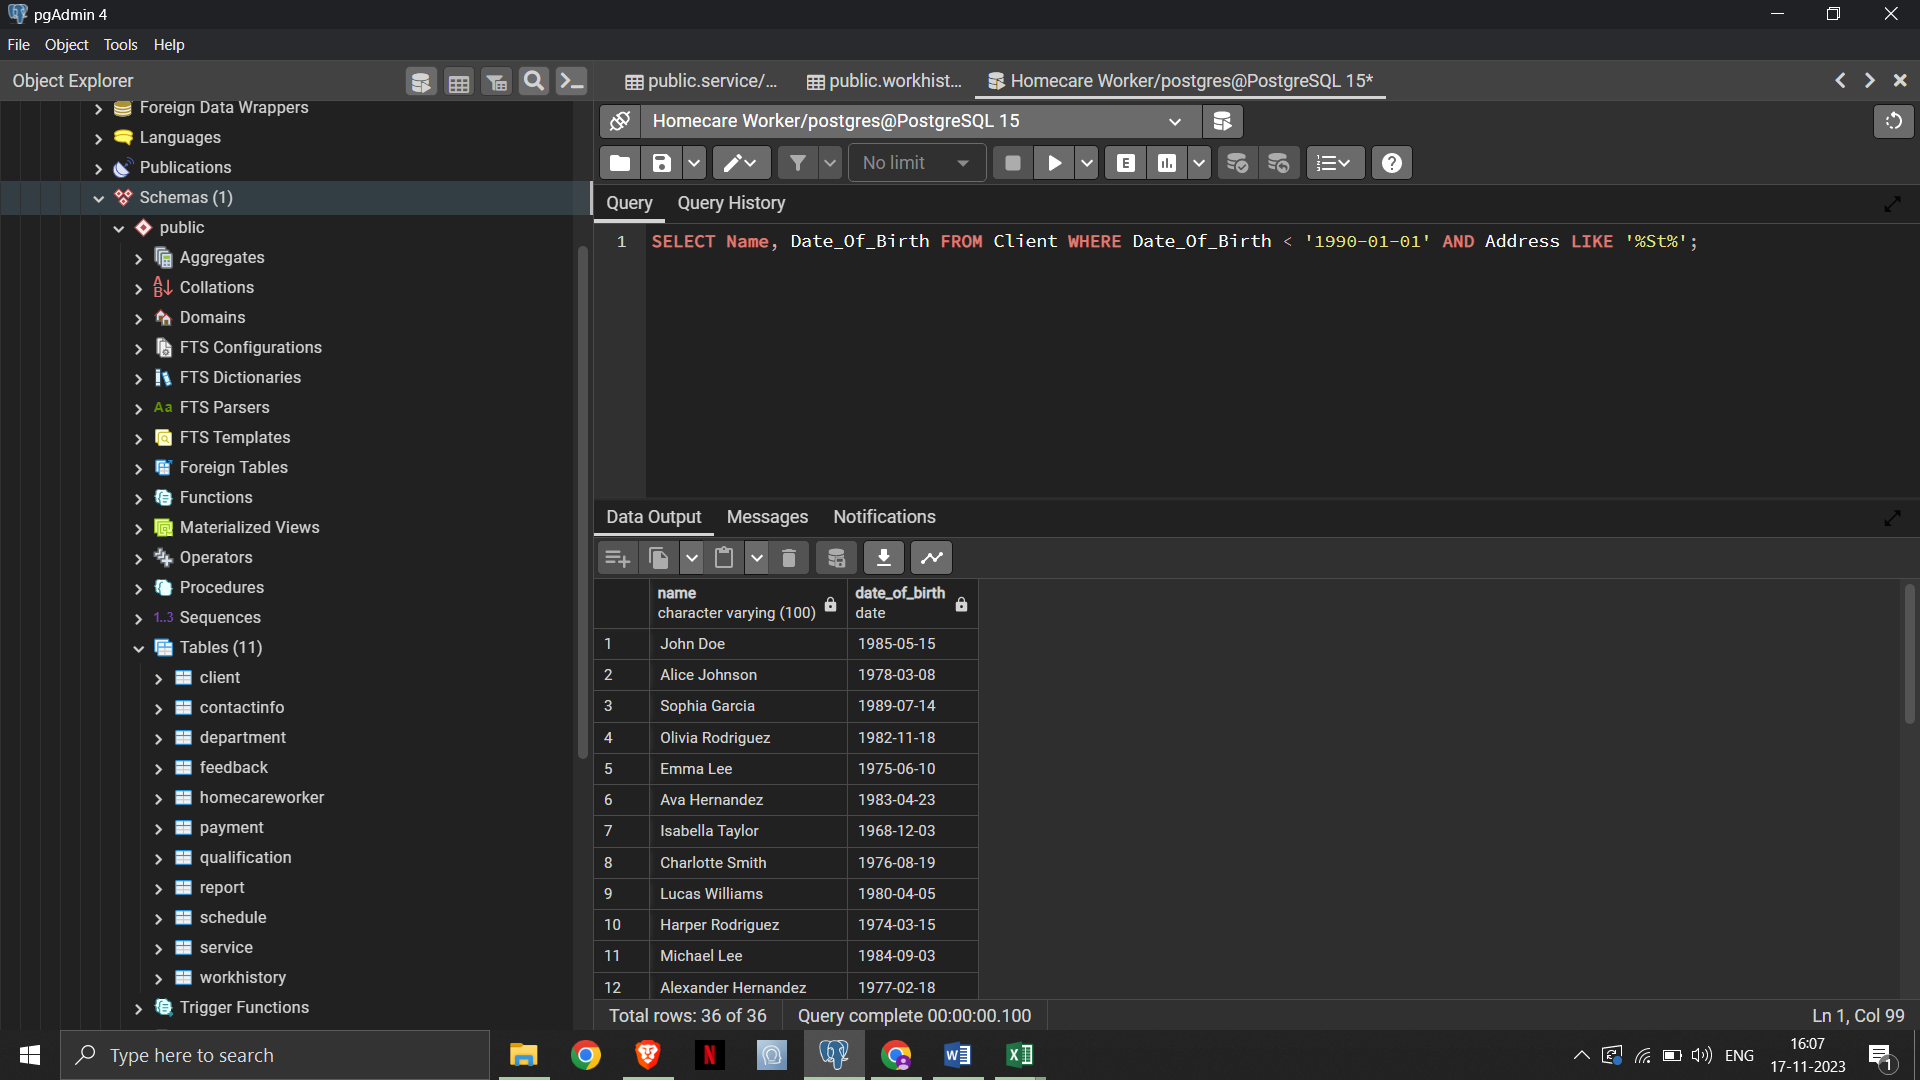 pgAdmin 4
File Object Tools Help
Object Explorer
public.service/...
public.workhist...
Homecare Worker/postgres@PostgreSQL 15*
Foreign Data Wrappers
Languages
Publications
Schemas (1)
public
Aggregates
Collations
Domains
FTS Configurations
FTS Dictionaries
Aa FTS Parsers
FTS Templates
Foreign Tables
Functions
Materialized Views
Operators
Procedures
1..3 Sequences
Tables (11)
client
contactinfo
department
feedback
homecareworker
payment
qualification
report
schedule
service
workhistory
Trigger Functions
Homecare Worker/postgres@PostgreSQL 15
No limit
E
Query Query History
1 SELECT Name, Date_Of_Birth FROM Client WHERE Date_Of_Birth < '1990-01-01' AND Address LIKE '%St%';
Data Output Messages Notifications
name date_of_birth
character varying (100) date
1 John Doe 1985-05-15
2 Alice Johnson 1978-03-08
3 Sophia Garcia 1989-07-14
4 Olivia Rodriguez 1982-11-18
5 Emma Lee 1975-06-10
6 Ava Hernandez 1983-04-23
7 Isabella Taylor 1968-12-03
8 Charlotte Smith 1976-08-19
9 Lucas Williams 1980-04-05
10 Harper Rodriguez 1974-03-15
11 Michael Lee 1984-09-03
12 Alexander Hernandez 1977-02-18
Total rows: 36 of 36 Query complete 00:00:00.100 Ln 1, Col 99
Type here to search
ENG
16:07
17-11-2023
1